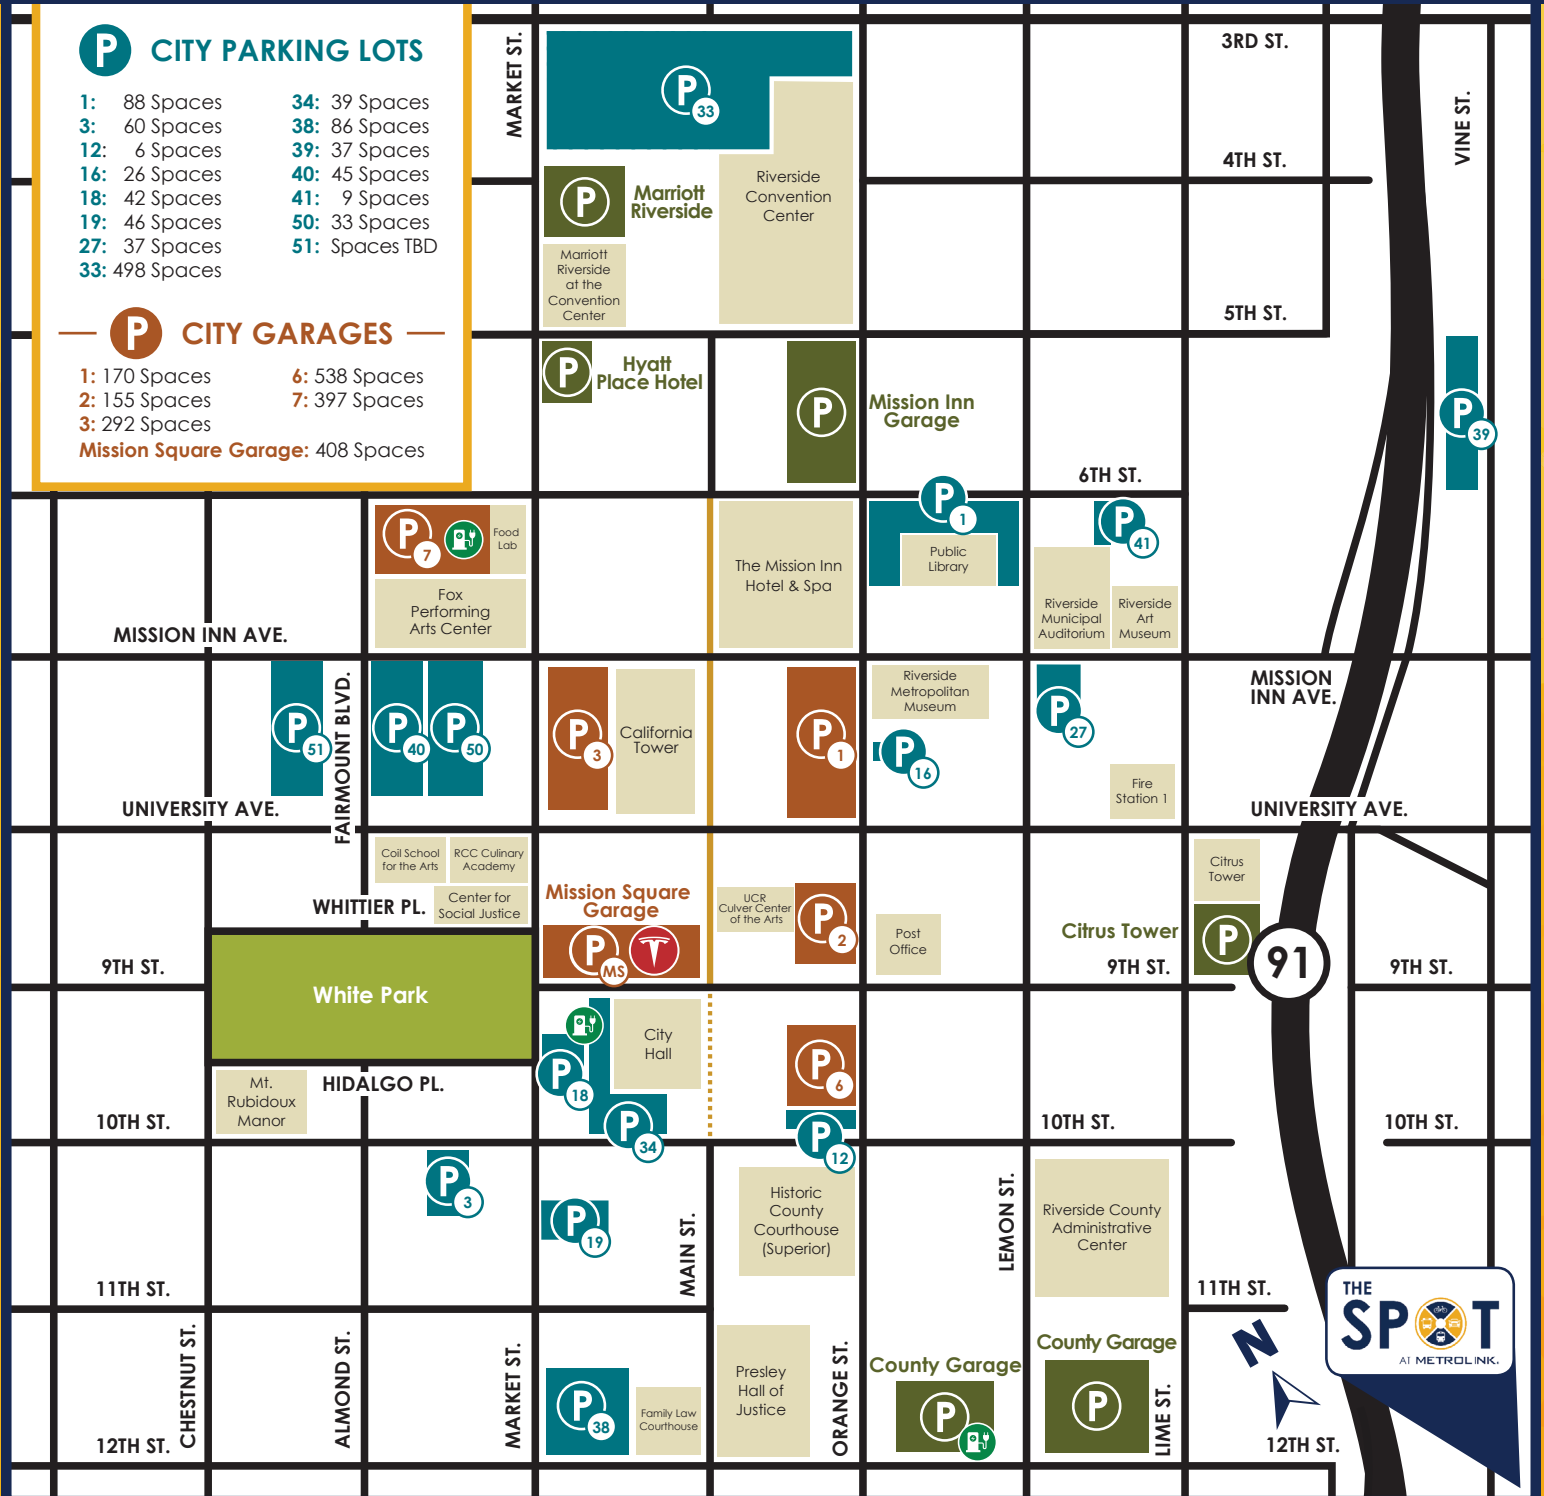 P CITY PARKING LOTS
1: 88 Spaces
3: 60 Spaces
12: 6 Spaces
16: 26 Spaces
18: 42 Spaces
19: 46 Spaces
27: 37 Spaces
33: 498 Spaces
34: 39 Spaces
38: 86 Spaces
39: 37 Spaces
40: 45 Spaces
41: 9 Spaces
50: 33 Spaces
51: Spaces TBD
P CITY GARAGES
1: 170 Spaces
2: 155 Spaces
3: 292 Spaces
6: 538 Spaces
7: 397 Spaces
Mission Square Garage: 408 Spaces
MARKET ST.
P
33
3RD ST.
VINE ST.
4TH ST.
P
Marriott
Riverside
Riverside
Convention
Center
Marriott
Riverside
at the
Convention
Center
5TH ST.
P
Hyatt
Place Hotel
P
Mission Inn
Garage
P
39
6TH ST.
P
7
Food
Lab
Fox
Performing
Arts Center
The Mission Inn
Hotel & Spa
P
1
Public
Library
P
41
Riverside
Municipal
Auditorium
Riverside
Art
Museum
MISSION INN AVE.
MISSION
INN AVE.
P
51
FAIRMOUNT BLVD.
P
40
P
50
P
3
California
Tower
P
1
Riverside
Metropolitan
Museum
P
16
P
27
Fire
Station 1
UNIVERSITY AVE.
UNIVERSITY AVE.
Coil School
for the Arts
RCC Culinary
Academy
Center for
Social Justice
WHITTIER PL.
Mission Square
Garage
P
MS
T
UCR
Culver Center
of the Arts
P
2
Post
Office
Citrus
Tower
Citrus Tower
P
91
9TH ST.
9TH ST.
9TH ST.
White Park
City
Hall
P
18
P
34
P
6
P
12
Mt.
Rubidoux
Manor
HIDALGO PL.
10TH ST.
10TH ST.
10TH ST.
P
3
P
19
MAIN ST.
Historic
County
Courthouse
(Superior)
LEMON ST.
Riverside County
Administrative
Center
11TH ST.
11TH ST.
CHESTNUT ST.
ALMOND ST.
MARKET ST.
P
38
Family Law
Courthouse
Presley
Hall of
Justice
ORANGE ST.
County Garage
P
County Garage
P
LIME ST.
N
THE
SPOT
AT METROLINK.
12TH ST.
12TH ST.